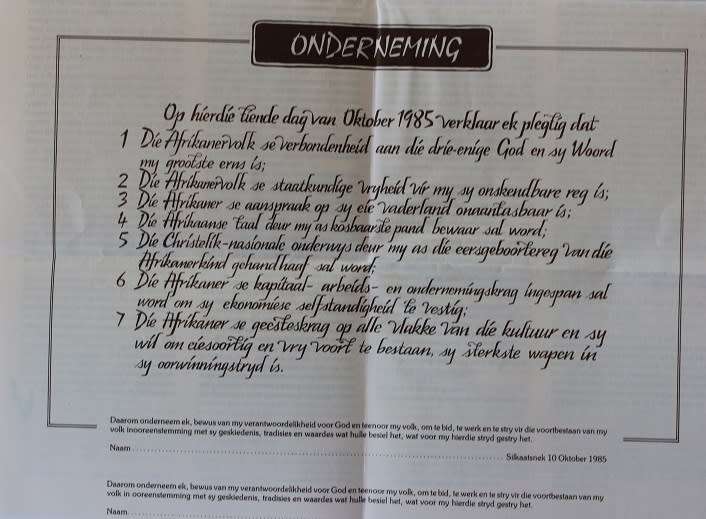 ONDERNEMING
Op hierdie tiende dag van Oktober 1985 verklaar ek plegtig dat
1 Die Afrikanervolk se verbondenheid aan die drie-enige God en sy Woord
my grootste erns is;
2 Die Afrikanervolk se staatkundige vryheid vir my sy onskendbare reg is;
3 Die Afrikaner se aanspraak op sy eie vaderland onaantasbaar is;
4 Die Afrikaanse taal deur my as kosbaarste pand bewaar sal word;
5 Die Christelik-nasionale onderwys deur my as die eersgeboortereg van die
Afrikanerkind gehandhaaf sal word;
6 Die Afrikaner se kapitaal- arbeids- en ondernemingskrag ingespan sal
word om sy ekonomiese selfstandigheid te vestig;
7 Die Afrikaner se geesteskrag op alle vlakke van die kultuur en sy
wil om eiesoortig en vry voort te bestaan, sy sterkste wapen in
sy oorwinningstryd is.
Daarom onderneem ek, bewus van my verantwoordelikheid voor God en teenoor my volk, om te bid, te werk en te stry vir die voortbestaan van my
volk inooreenstemming met sy geskiedenis, tradisies en waardes wat hulle besiel het, wat voor my hierdie stryd gestry het.
Naam .......... Silkaatsnek 10 Oktober 1985
Daarom onderneem ek, bewus van my verantwoordelikheid voor God en teenoor my volk, om te bid, te werk en te stry vir die voortbestaan van my
volk in ooreenstemming met sy geskiedenis, tradisies en waardes wat hulle besiel het, wat voor my hierdie stryd gestry het.
Naam ..........